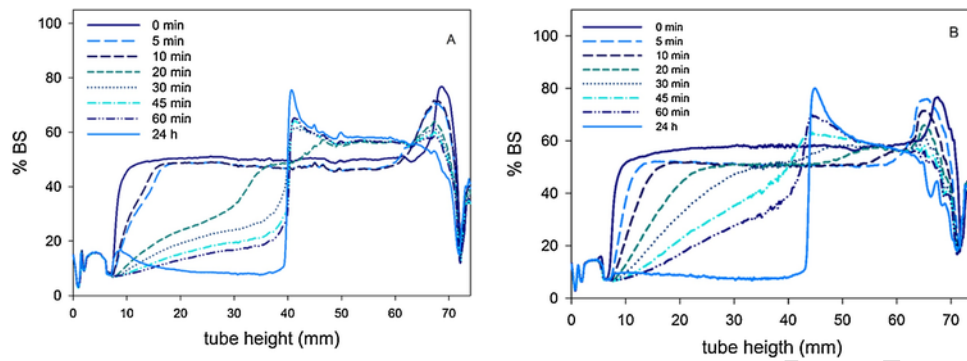 A
0 min
5 min
10 min
20 min
30 min
45 min
60 min
24 h
100
80
60
40
20
0
% BS
0 10 20 30 40 50 60 70
tube height (mm)
B
0 min
5 min
10 min
20 min
30 min
45 min
60 min
24 h
100
80
60
40
20
0
% BS
0 10 20 30 40 50 60 70
tube heigth (mm)